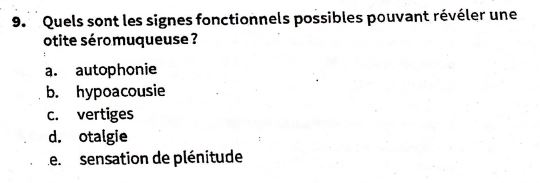 9. Quels sont les signes fonctionnels possibles pouvant révéler une
otite séromuqueuse ?
a. autophonie
b. hypoacousie
c. vertiges
d. otalgie
e. sensation de plénitude